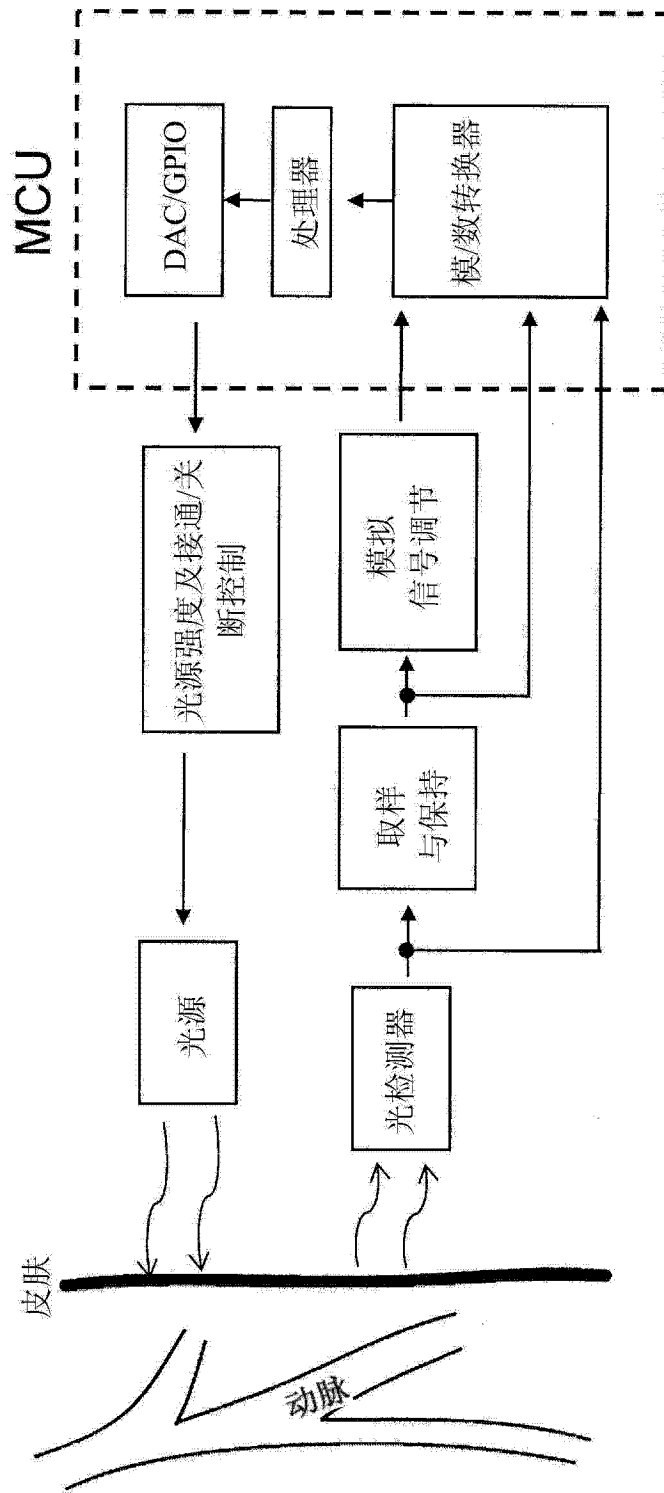 MCU
DAC/GPIO
处理器
模/数转换器
光源强度及接通/关
断控制
模拟
信号调节
取样
与保持
光源
光检测器
皮肤
动脉